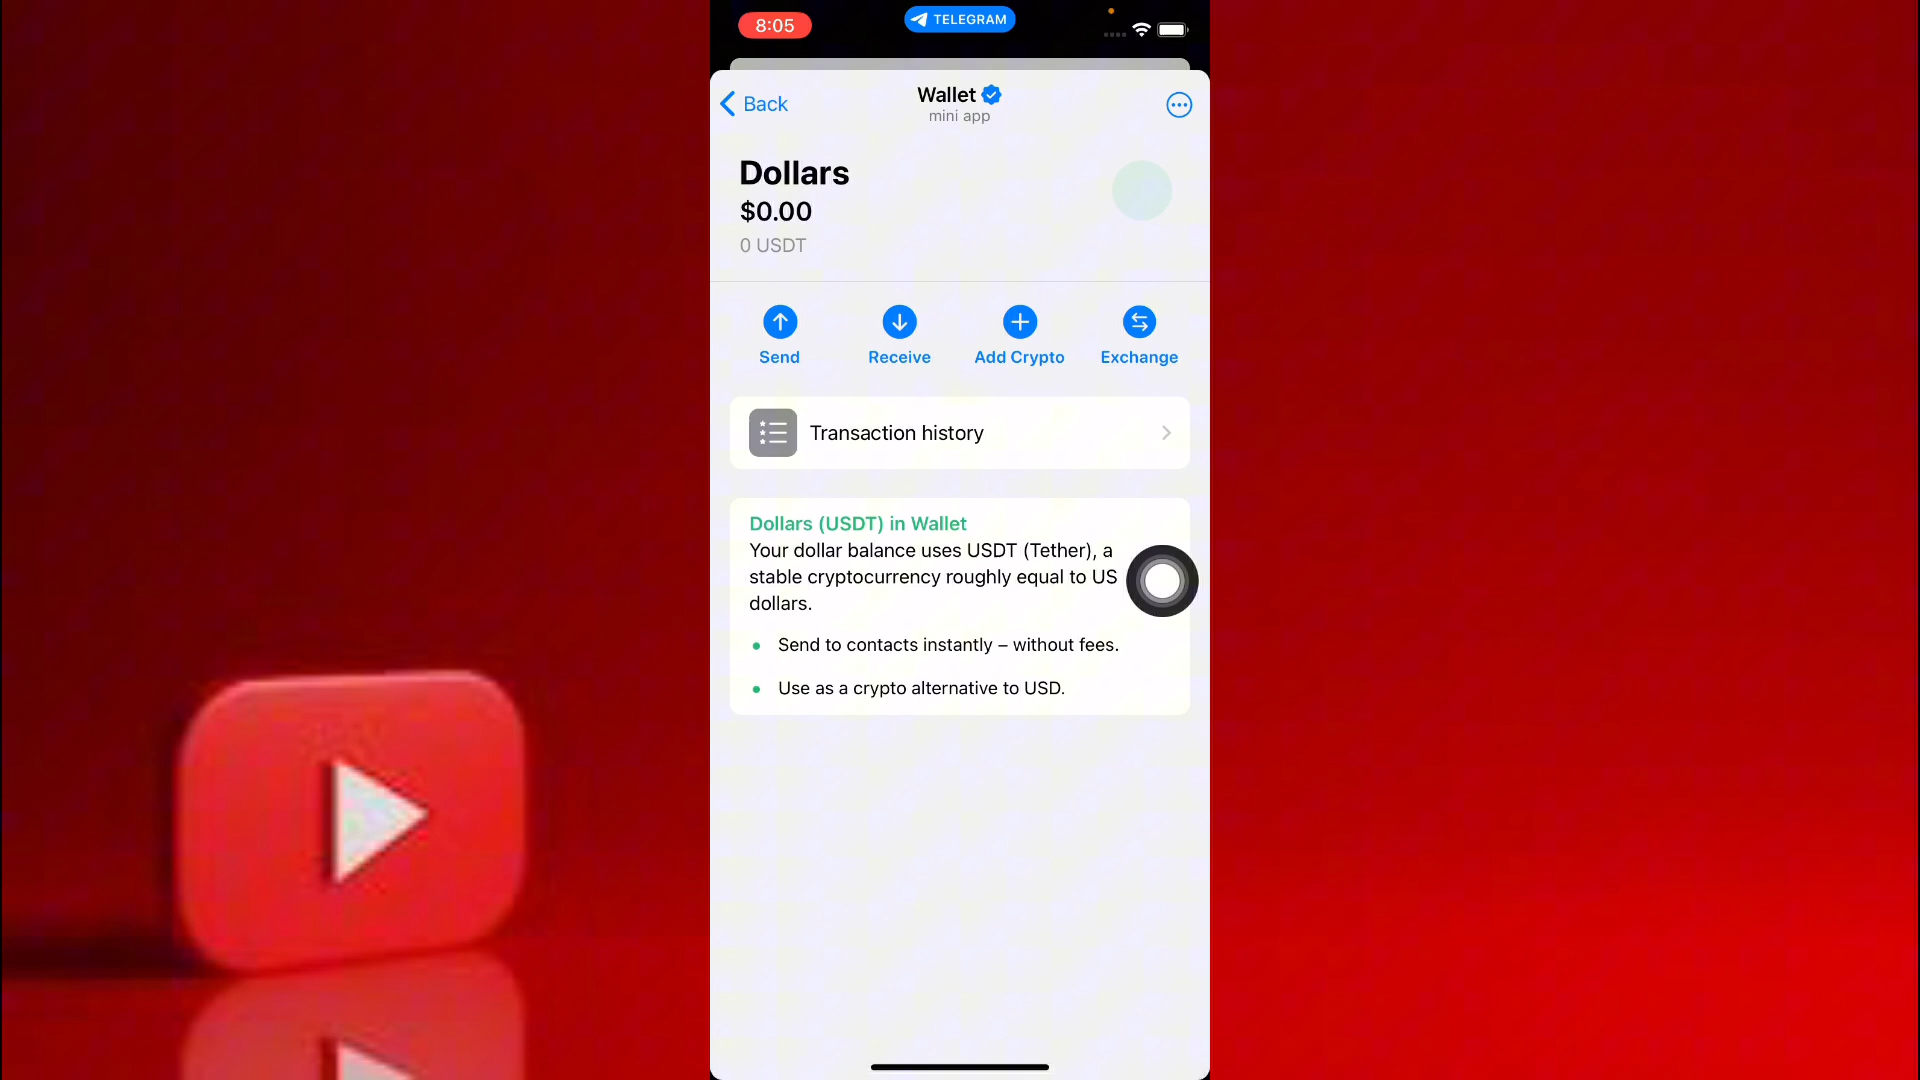 8:05
TELEGRAM
Back
Wallet
mini app
Dollars
$0.00
0 USDT
Send
Receive
Add Crypto
Exchange
Transaction history
Dollars (USDT) in Wallet
Your dollar balance uses USDT (Tether), a
stable cryptocurrency roughly equal to US
dollars.
Send to contacts instantly – without fees.
Use as a crypto alternative to USD.